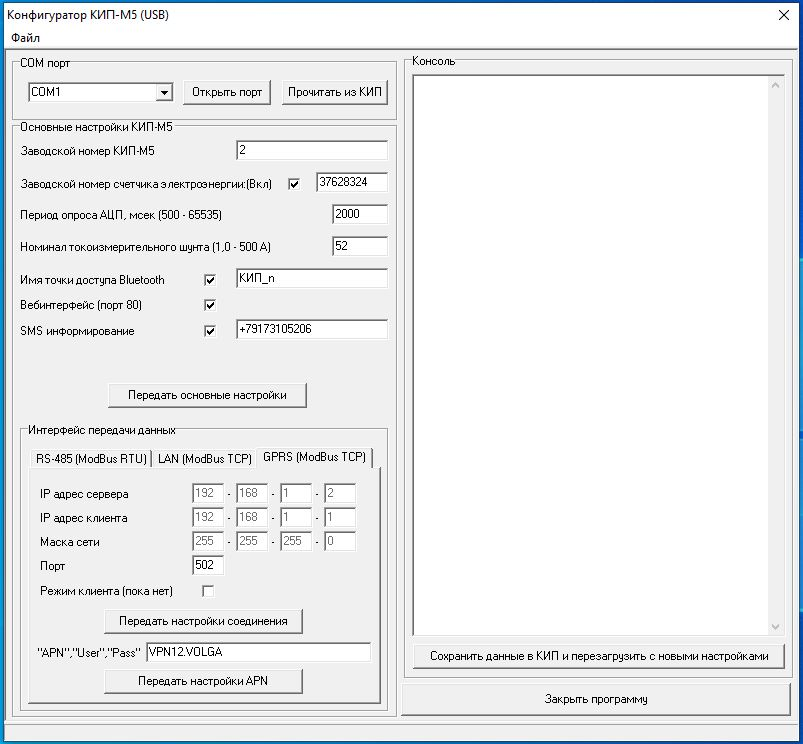 Конфигуратор КИП-М5 (USB)
Файл
COM порт
COM1
Открыть порт
Прочитать из КИП
Основные настройки КИП-М5
Заводской номер КИП-М5
2
Заводской номер счетчика электроэнергии:(Вкл)
37628324
Период опроса АЦП, мсек (500 - 65535)
2000
Номинал токоизмерительного шунта (1,0 - 500 А)
52
Имя точки доступа Bluetooth
КИП_n
Вебинтерфейс (порт 80)
SMS информирование
+79173105206
Передать основные настройки
Интерфейс передачи данных
RS-485 (ModBus RTU)
LAN (ModBus TCP)
GPRS (ModBus TCP)
IP адрес сервера
192 - 168 - 1 - 2
IP адрес клиента
192 - 168 - 1 - 1
Маска сети
255 - 255 - 255 - 0
Порт
502
Режим клиента (пока нет)
Передать настройки соединения
"APN","User","Pass"
VPN12.VOLGA
Передать настройки APN
Консоль
Сохранить данные в КИП и перезагрузить с новыми настройками
Закрыть программу